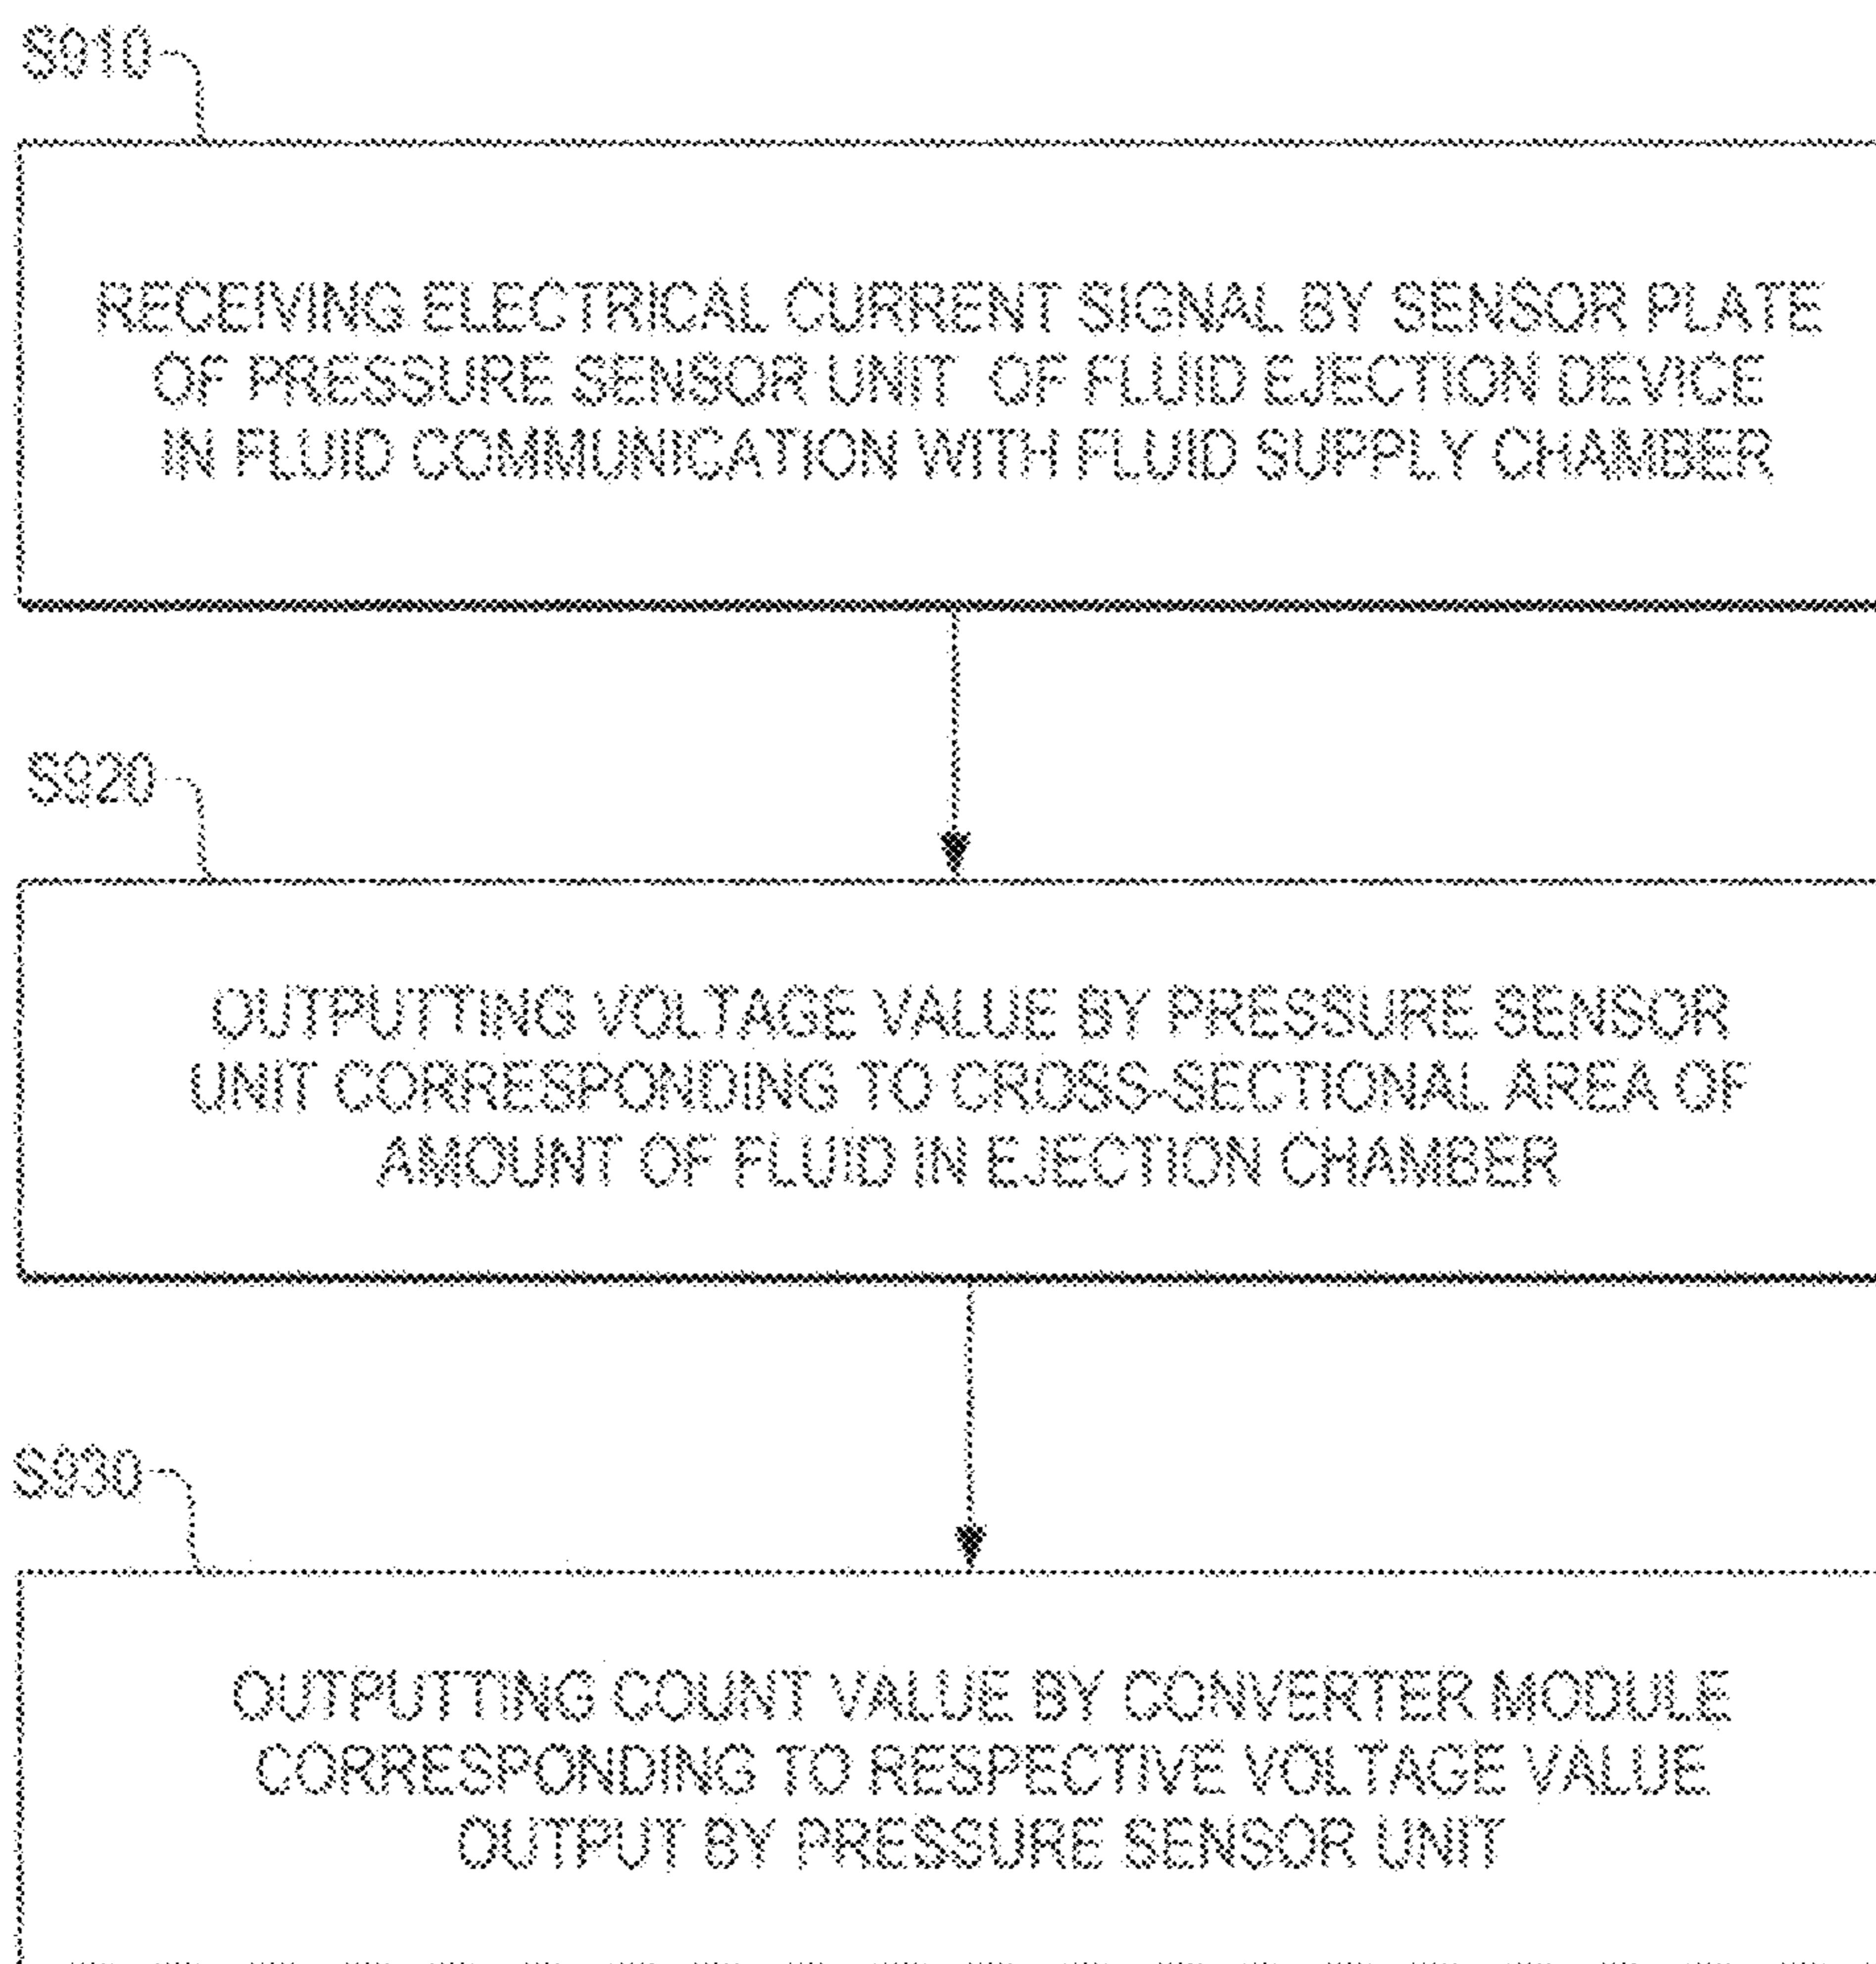 S910
RECEIVING ELECTRICAL CURRENT SIGNAL BY SENSOR PLATE
OF PRESSURE SENSOR UNIT OF FLUID EJECTION DEVICE
IN FLUID COMMUNICATION WITH FLUID SUPPLY CHAMBER
S920
OUTPUTTING VOLTAGE VALUE BY PRESSURE SENSOR
UNIT CORRESPONDING TO CROSS-SECTIONAL AREA OF
AMOUNT OF FLUID IN EJECTION CHAMBER
S930
OUTPUTTING COUNT VALUE BY CONVERTER MODULE
CORRESPONDING TO RESPECTIVE VOLTAGE VALUE
OUTPUT BY PRESSURE SENSOR UNIT